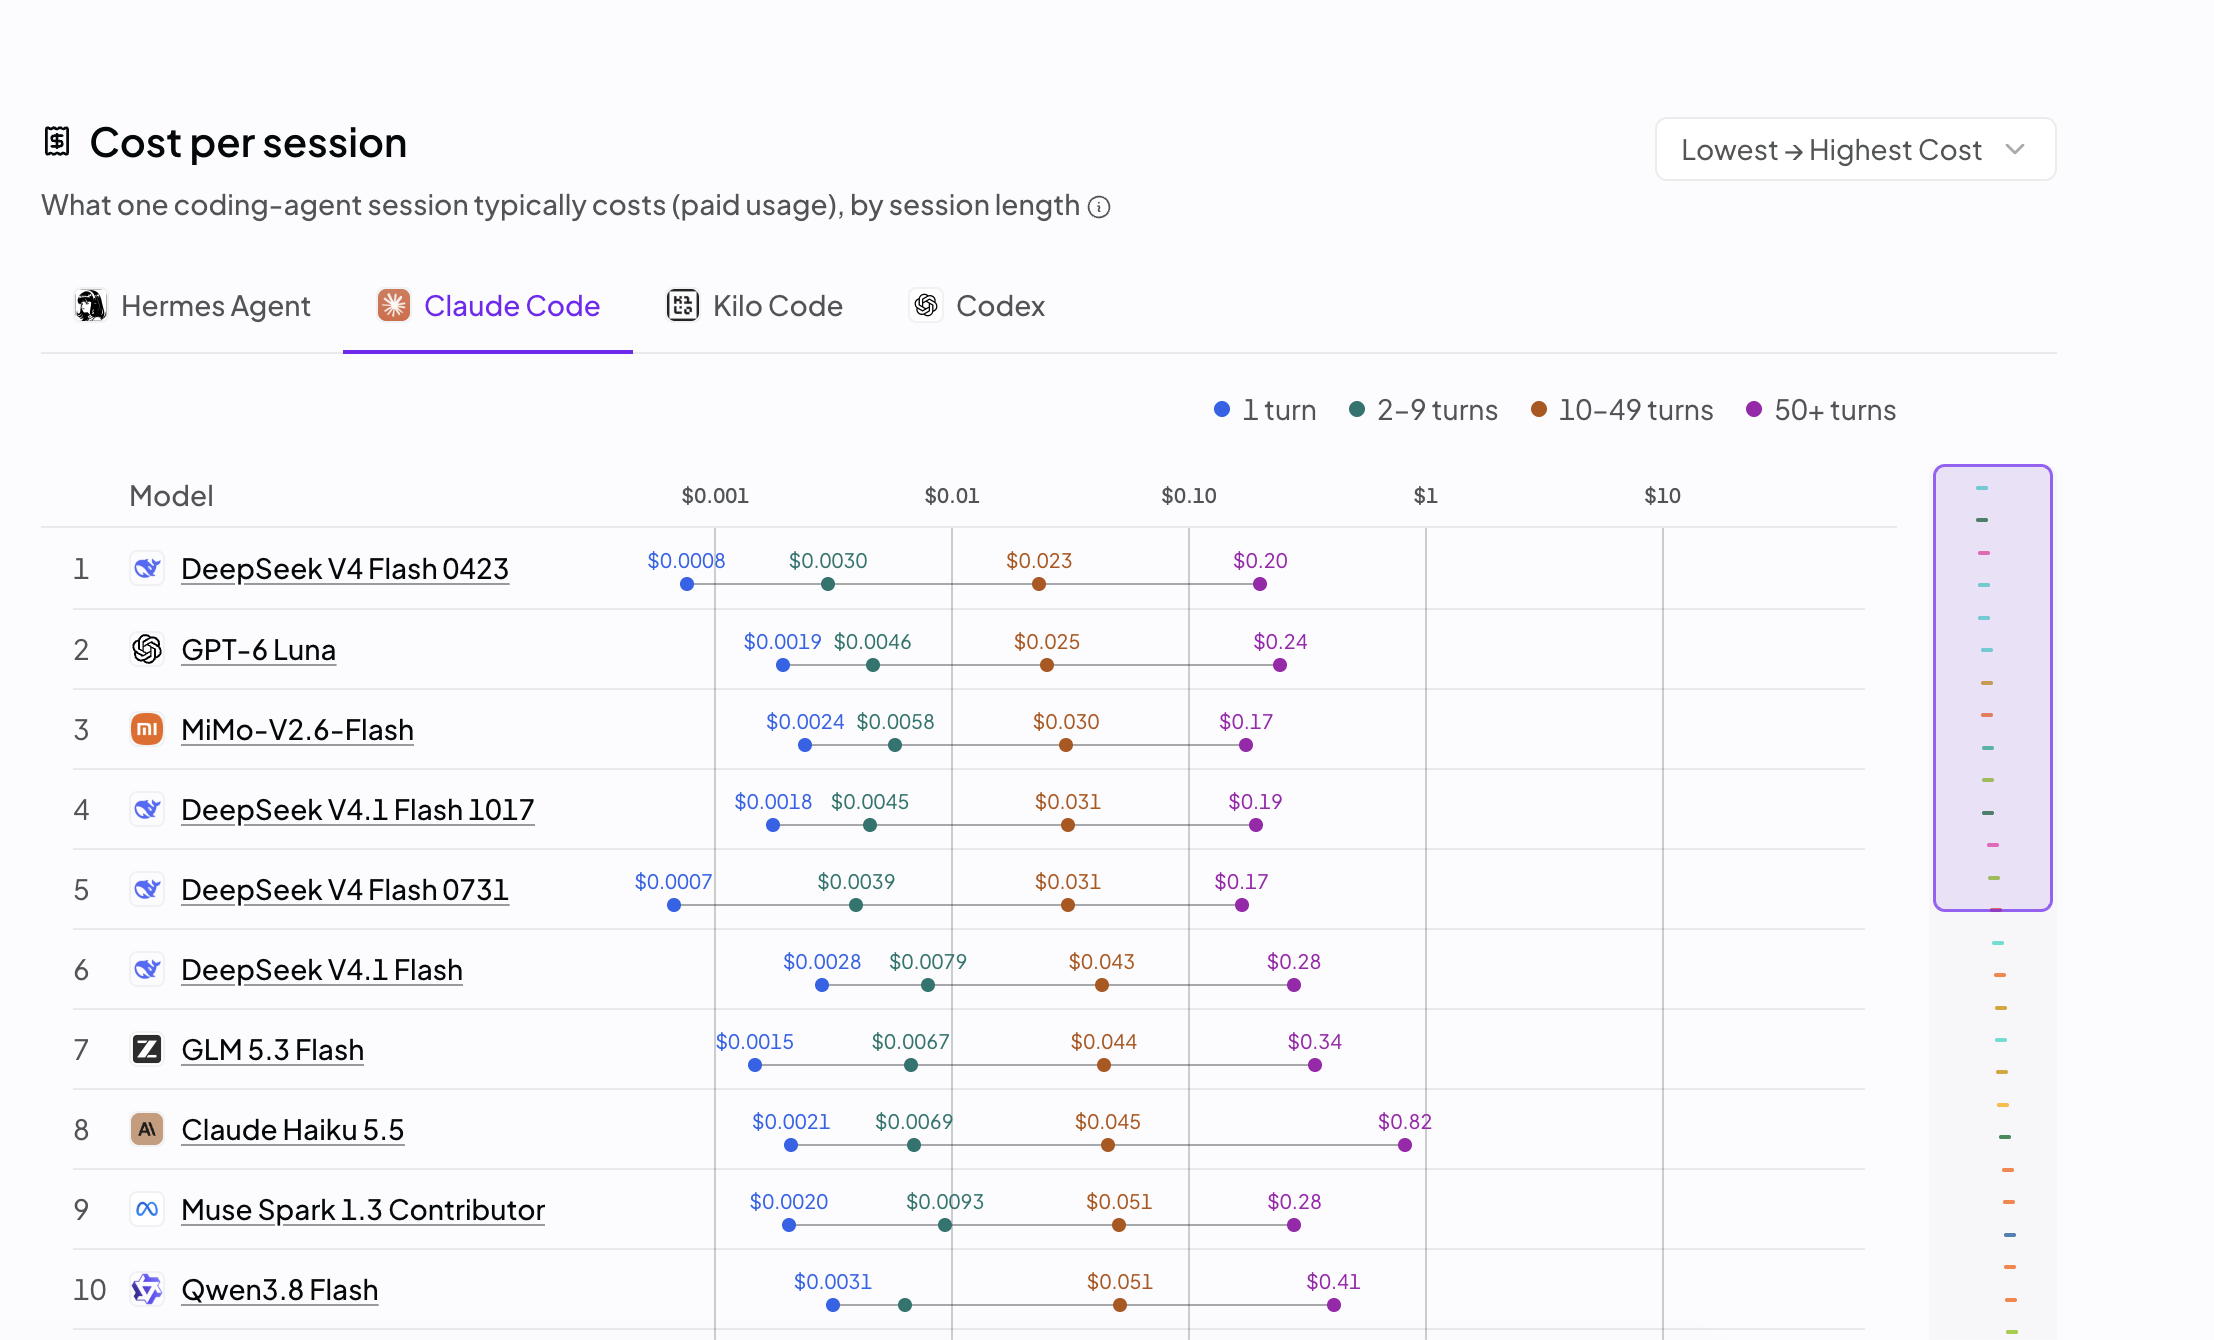 Cost per session
Lowest → Highest Cost
What one coding-agent session typically costs (paid usage), by session length
Hermes Agent
Claude Code
Kilo Code
Codex
1 turn
2–9 turns
10–49 turns
50+ turns
Model
$0.001
$0.01
$0.10
$1
$10
1 DeepSeek V4 Flash 0423 $0.0008 $0.0030 $0.023 $0.20
2 GPT-6 Luna $0.0019 $0.0046 $0.025 $0.24
3 MiMo-V2.6-Flash $0.0024 $0.0058 $0.030 $0.17
4 DeepSeek V4.1 Flash 1017 $0.0018 $0.0045 $0.031 $0.19
5 DeepSeek V4 Flash 0731 $0.0007 $0.0039 $0.031 $0.17
6 DeepSeek V4.1 Flash $0.0028 $0.0079 $0.043 $0.28
7 GLM 5.3 Flash $0.0015 $0.0067 $0.044 $0.34
8 Claude Haiku 5.5 $0.0021 $0.0069 $0.045 $0.82
9 Muse Spark 1.3 Contributor $0.0020 $0.0093 $0.051 $0.28
10 Qwen3.8 Flash $0.0031 $0.051 $0.41